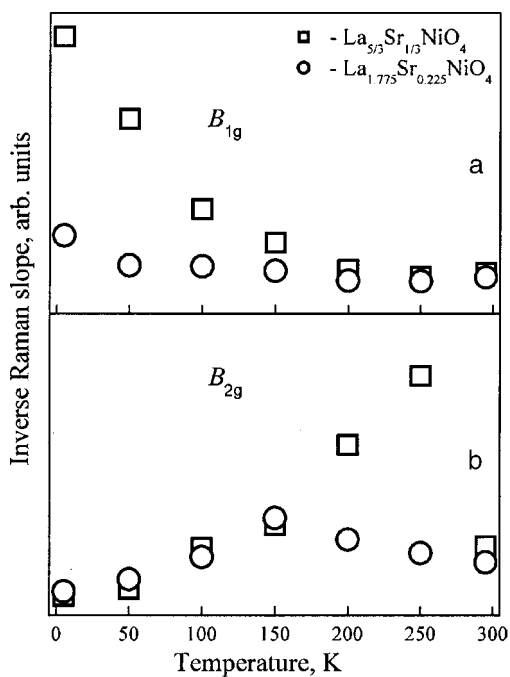 □ - La5/3Sr1/3NiO4
○ - La1.775Sr0.225NiO4
B1g
a
Inverse Raman slope, arb. units
B2g
b
0 50 100 150 200 250 300
Temperature, K